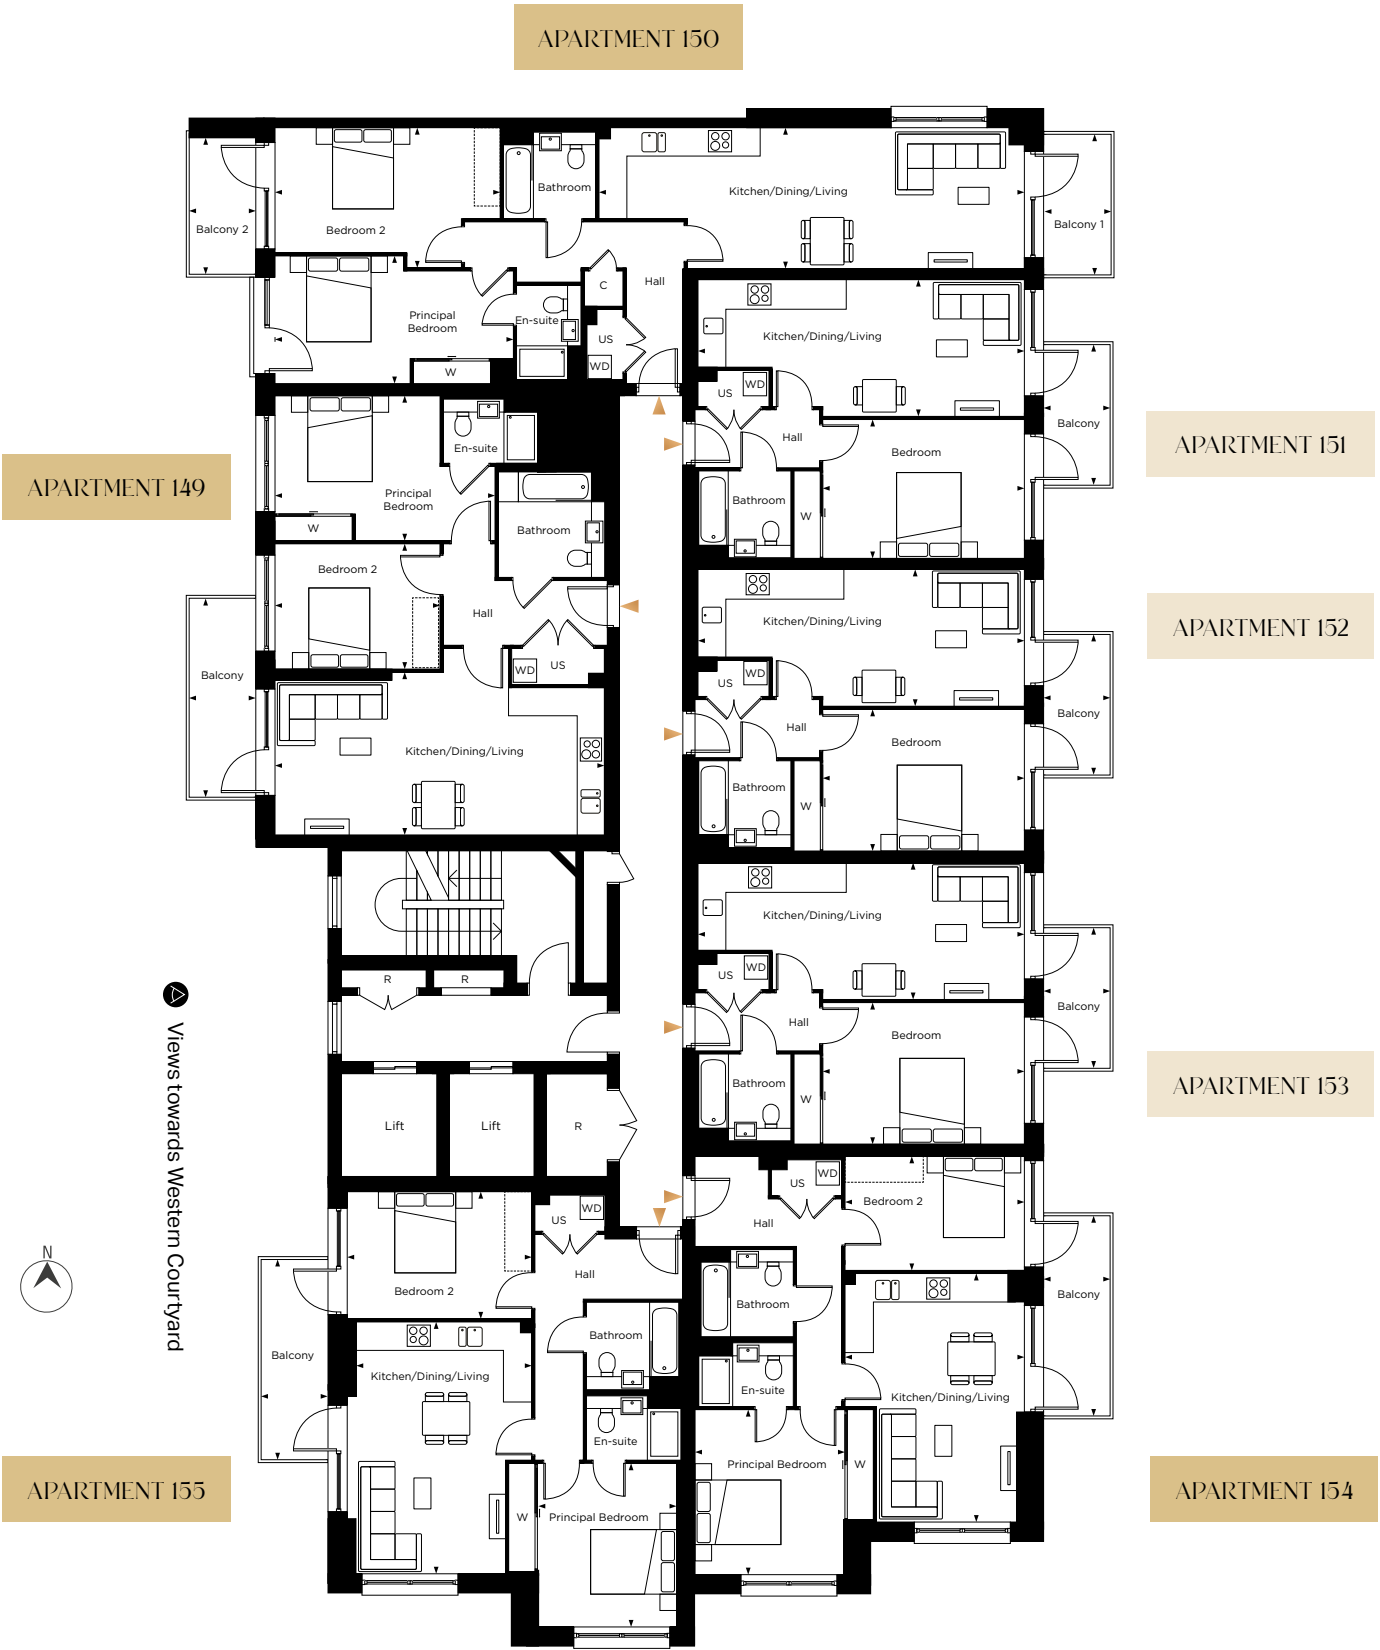 APARTMENT 150
Balcony 2
Bedroom 2
Bathroom
Kitchen/Dining/Living
Balcony 1
Hall
C
Principal
Bedroom
En-suite
US
WD
W
APARTMENT 151
Kitchen/Dining/Living
US
WD
Hall
Bedroom
Balcony
Bathroom
W
APARTMENT 149
En-suite
Principal
Bedroom
W
Bathroom
Bedroom 2
Hall
WD
US
Balcony
Kitchen/Dining/Living
APARTMENT 152
Kitchen/Dining/Living
US
WD
Hall
Bedroom
Balcony
Bathroom
W
APARTMENT 153
Kitchen/Dining/Living
US
WD
Hall
Bedroom
Balcony
Bathroom
W
R
R
Lift
Lift
R
Views towards Western Courtyard
N
APARTMENT 154
US
WD
Bedroom 2
Hall
Bathroom
Balcony
En-suite
Kitchen/Dining/Living
Principal Bedroom
W
APARTMENT 155
US
WD
Bedroom 2
Hall
Bathroom
Balcony
Kitchen/Dining/Living
En-suite
W
Principal Bedroom